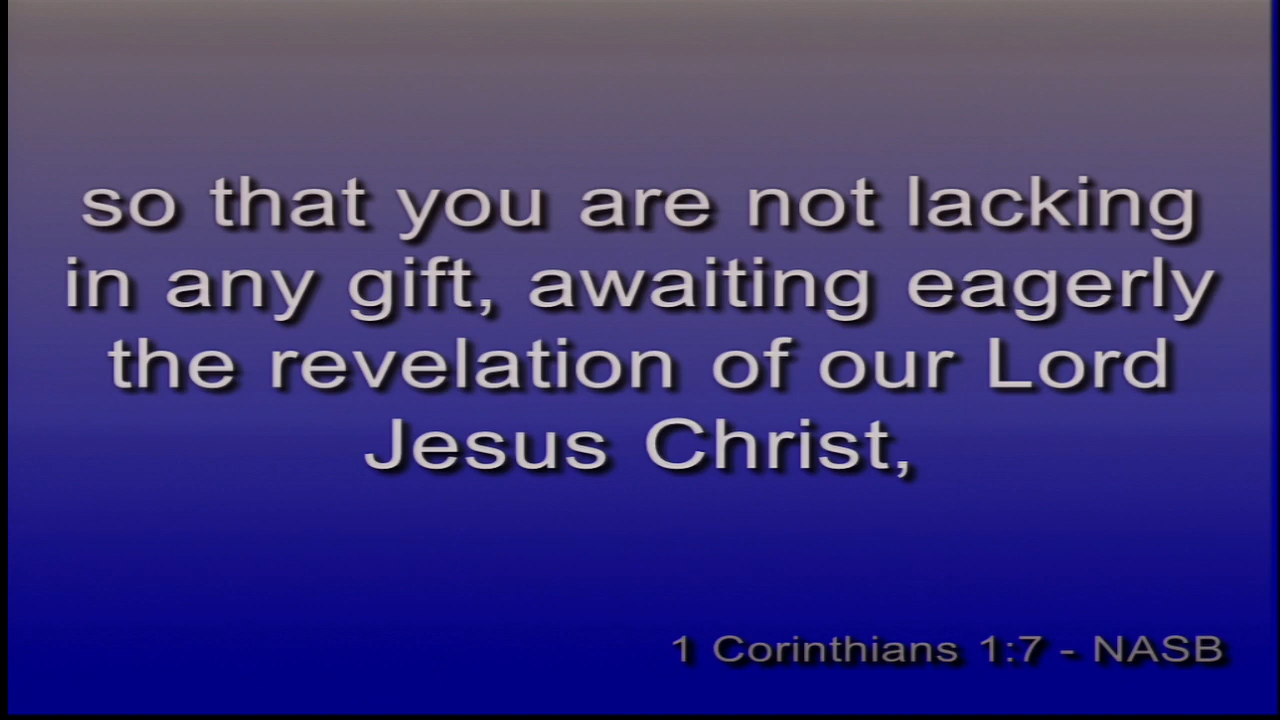 so that you are not lacking
in any gift, awaiting eagerly
the revelation of our Lord
Jesus Christ,
1 Corinthians 1:7 - NASB